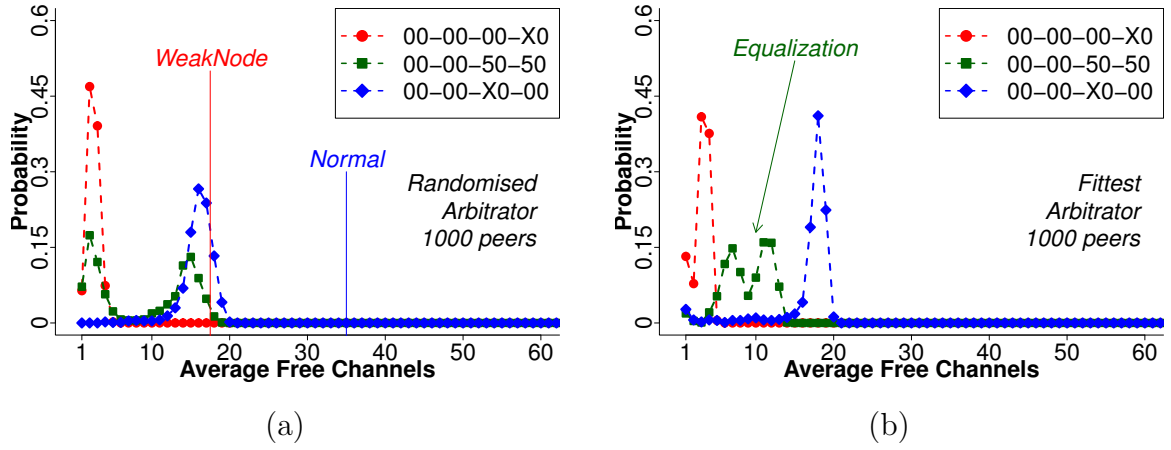 0.6
0.45
0.3
0.15
0
Probability
WeakNode
Normal
00-00-00-X0
00-00-50-50
00-00-X0-00
Randomised
Arbitrator
1000 peers
1 10 20 30 40 50 60
Average Free Channels
(a)
0.6
0.45
0.3
0.15
0
Probability
Equalization
00-00-00-X0
00-00-50-50
00-00-X0-00
Fittest
Arbitrator
1000 peers
1 10 20 30 40 50 60
Average Free Channels
(b)